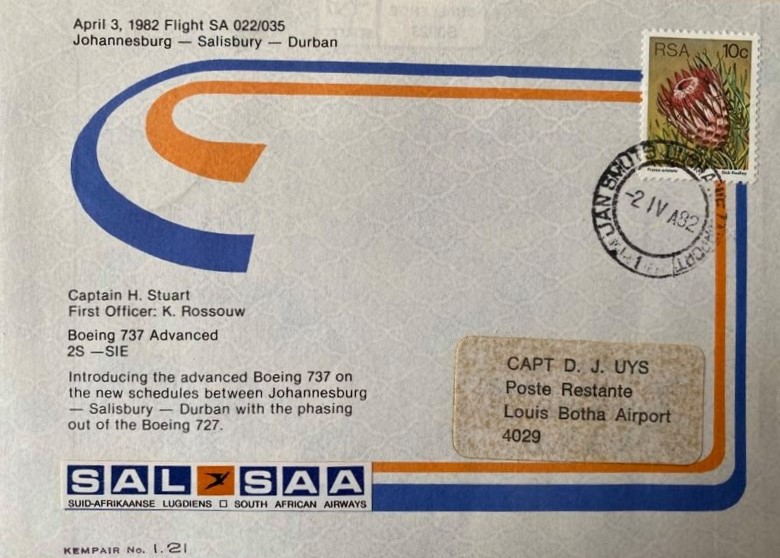 April 3, 1982 Flight SA 022/035
Johannesburg — Salisbury — Durban
RSA 10c
JAN SMUTS
-2 IV A82
Captain H. Stuart
First Officer: K. Rossouw
Boeing 737 Advanced
2S —SIE
Introducing the advanced Boeing 737 on
the new schedules between Johannesburg
— Salisbury — Durban with the phasing
out of the Boeing 727.
CAPT D. J. UYS
Poste Restante
Louis Botha Airport
4029
SAL SAA
SUID-AFRIKAANSE LUGDIENS □ SOUTH AFRICAN AIRWAYS
KEMPAIR No. 1.21